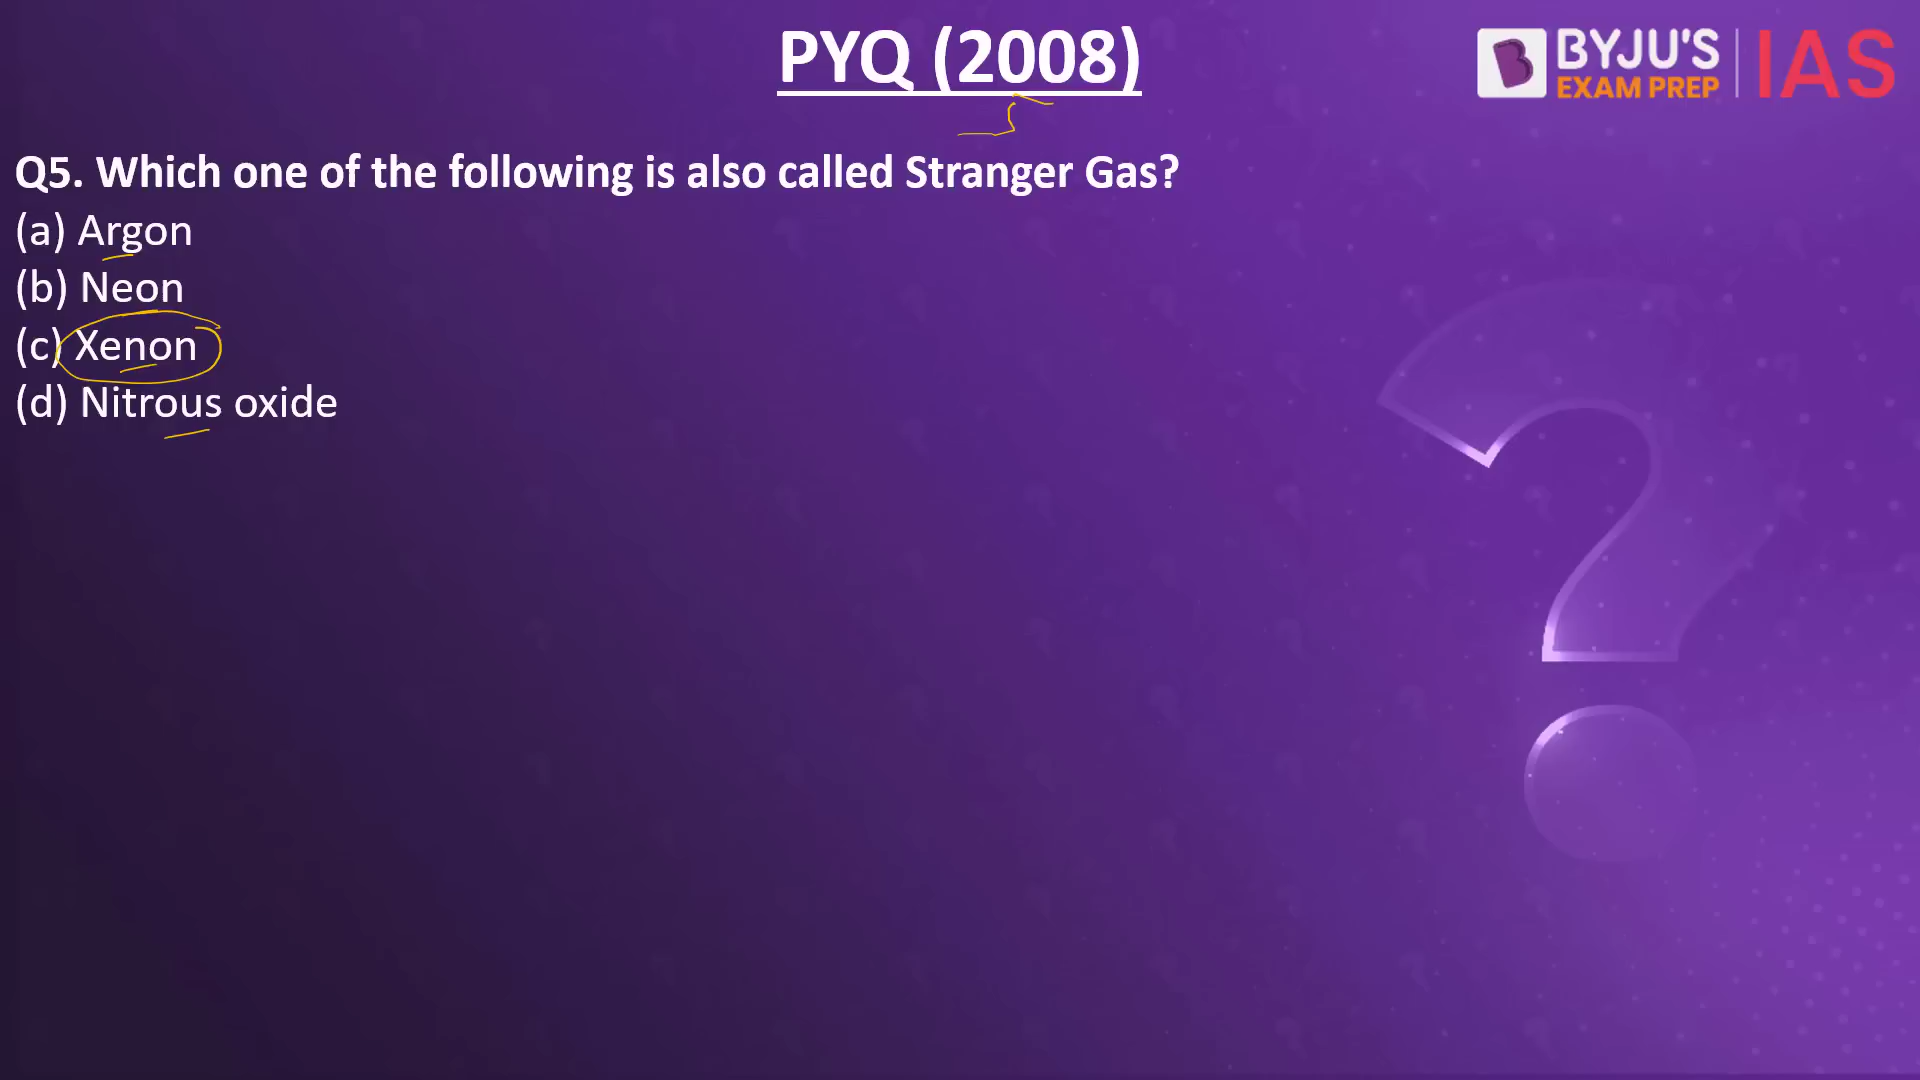 PYQ (2008)
BYJU'S
EXAM PREP
IAS
Q5. Which one of the following is also called Stranger Gas?
(a) Argon
(b) Neon
(c) Xenon
(d) Nitrous oxide